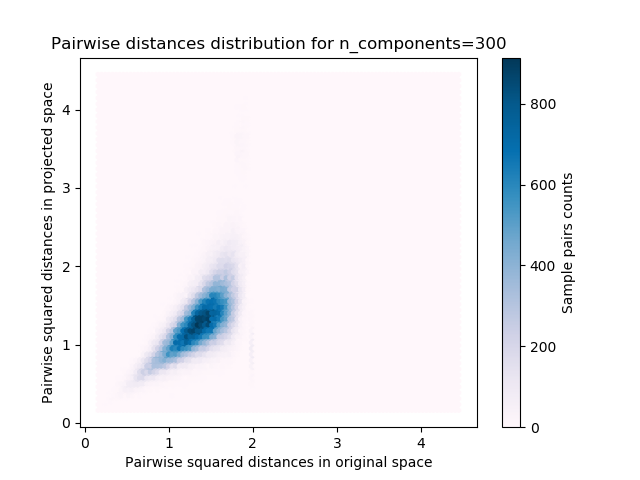 Pairwise distances distribution for n_components=300
Pairwise squared distances in projected space
4
3
2
1
0
0 1 2 3 4
Pairwise squared distances in original space
800
600
400
200
0
Sample pairs counts